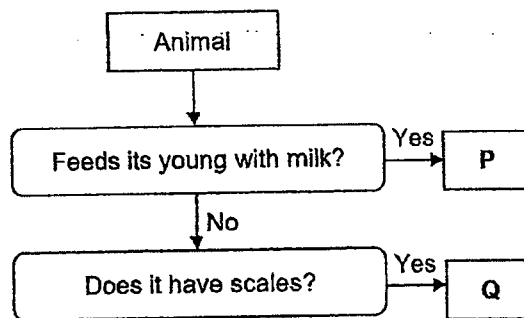 Animal
Feeds its young with milk?
Yes
P
No
Does it have scales?
Yes
Q